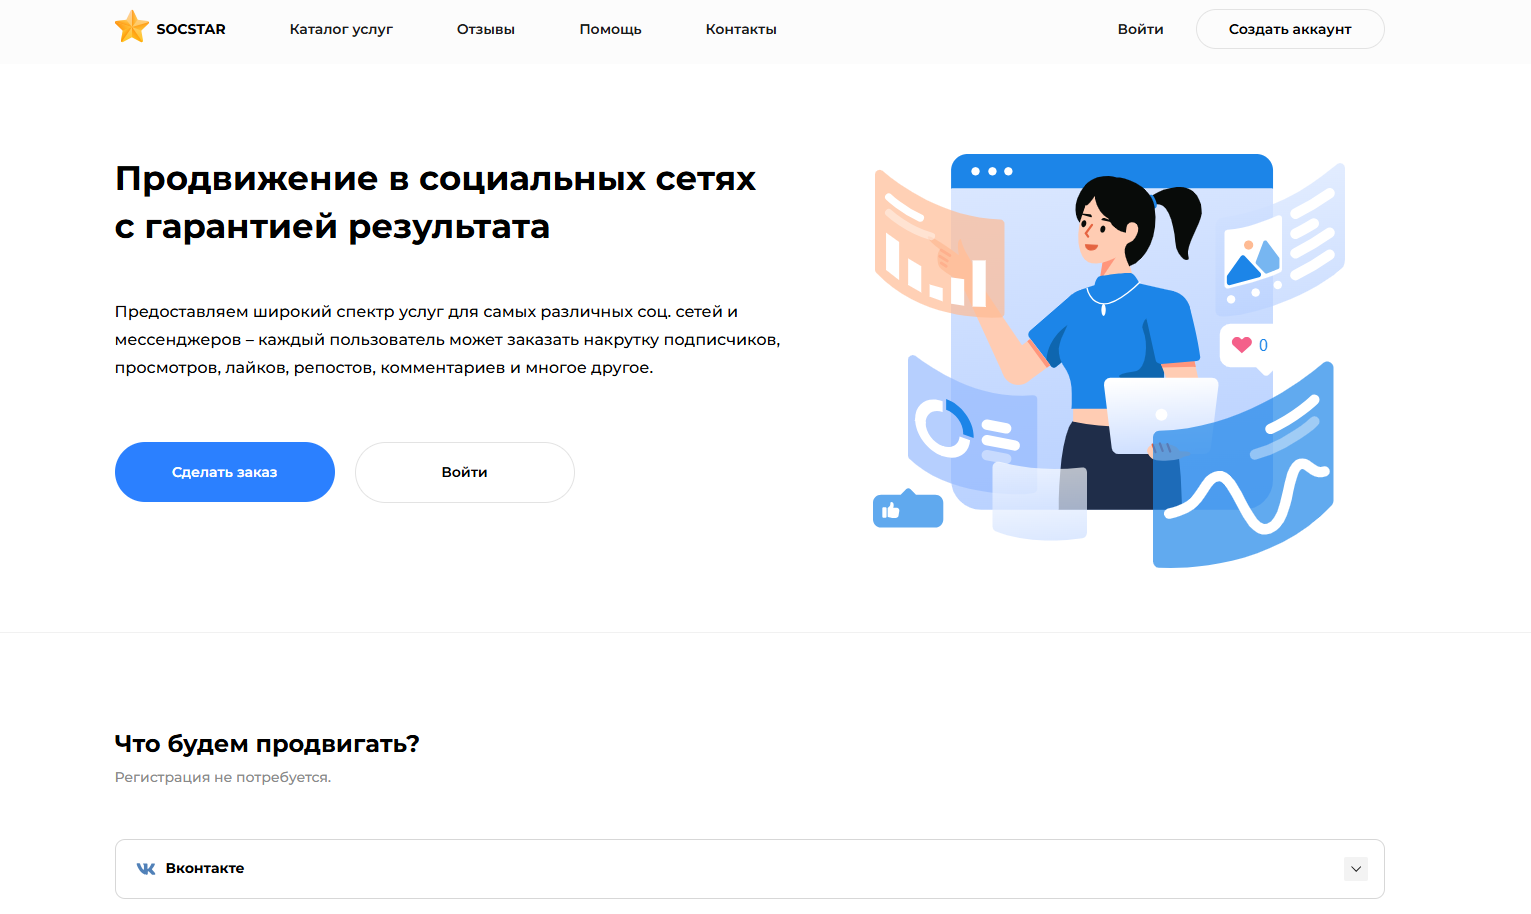 SOCSTAR
Каталог услуг
Отзывы
Помощь
Контакты
Войти
Создать аккаунт
Продвижение в социальных сетях
с гарантией результата
Предоставляем широкий спектр услуг для самых различных соц. сетей и
мессенджеров – каждый пользователь может заказать накрутку подписчиков,
просмотров, лайков, репостов, комментариев и многое другое.
Сделать заказ
Войти
0
Что будем продвигать?
Регистрация не потребуется.
Вконтакте